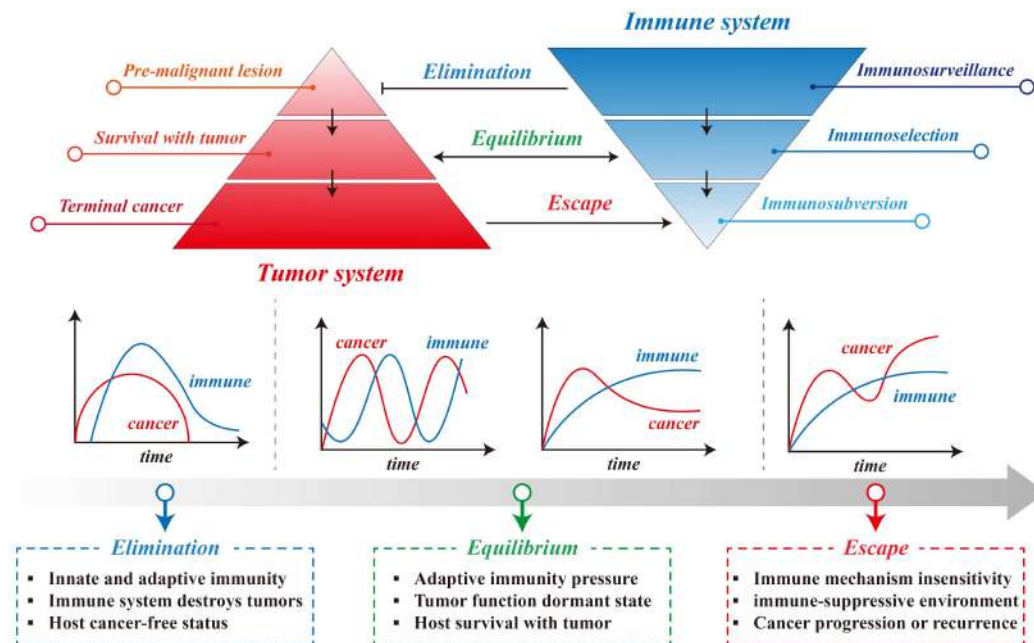 Immune system
Pre-malignant lesion
Elimination
Immunosurveillance
Survival with tumor
Equilibrium
Immunoselection
Terminal cancer
Escape
Immunosubversion
Tumor system
immune
cancer
time
cancer
immune
time
immune
cancer
time
cancer
immune
time
Elimination
▪ Innate and adaptive immunity
▪ Immune system destroys tumors
▪ Host cancer-free status
Equilibrium
▪ Adaptive immunity pressure
▪ Tumor function dormant state
▪ Host survival with tumor
Escape
▪ Immune mechanism insensitivity
▪ immune-suppressive environment
▪ Cancer progression or recurrence